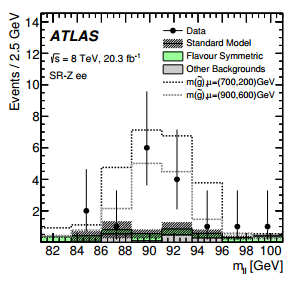 ATLAS
√s = 8 TeV, 20.3 fb⁻¹
SR-Z ee
Data
Standard Model
Flavour Symmetric
Other Backgrounds
m(g̃),μ=(700,200)GeV
m(g̃),μ=(900,600)GeV
Events / 2.5 GeV
14
12
10
8
6
4
2
82 84 86 88 90 92 94 96 98 100
mll [GeV]